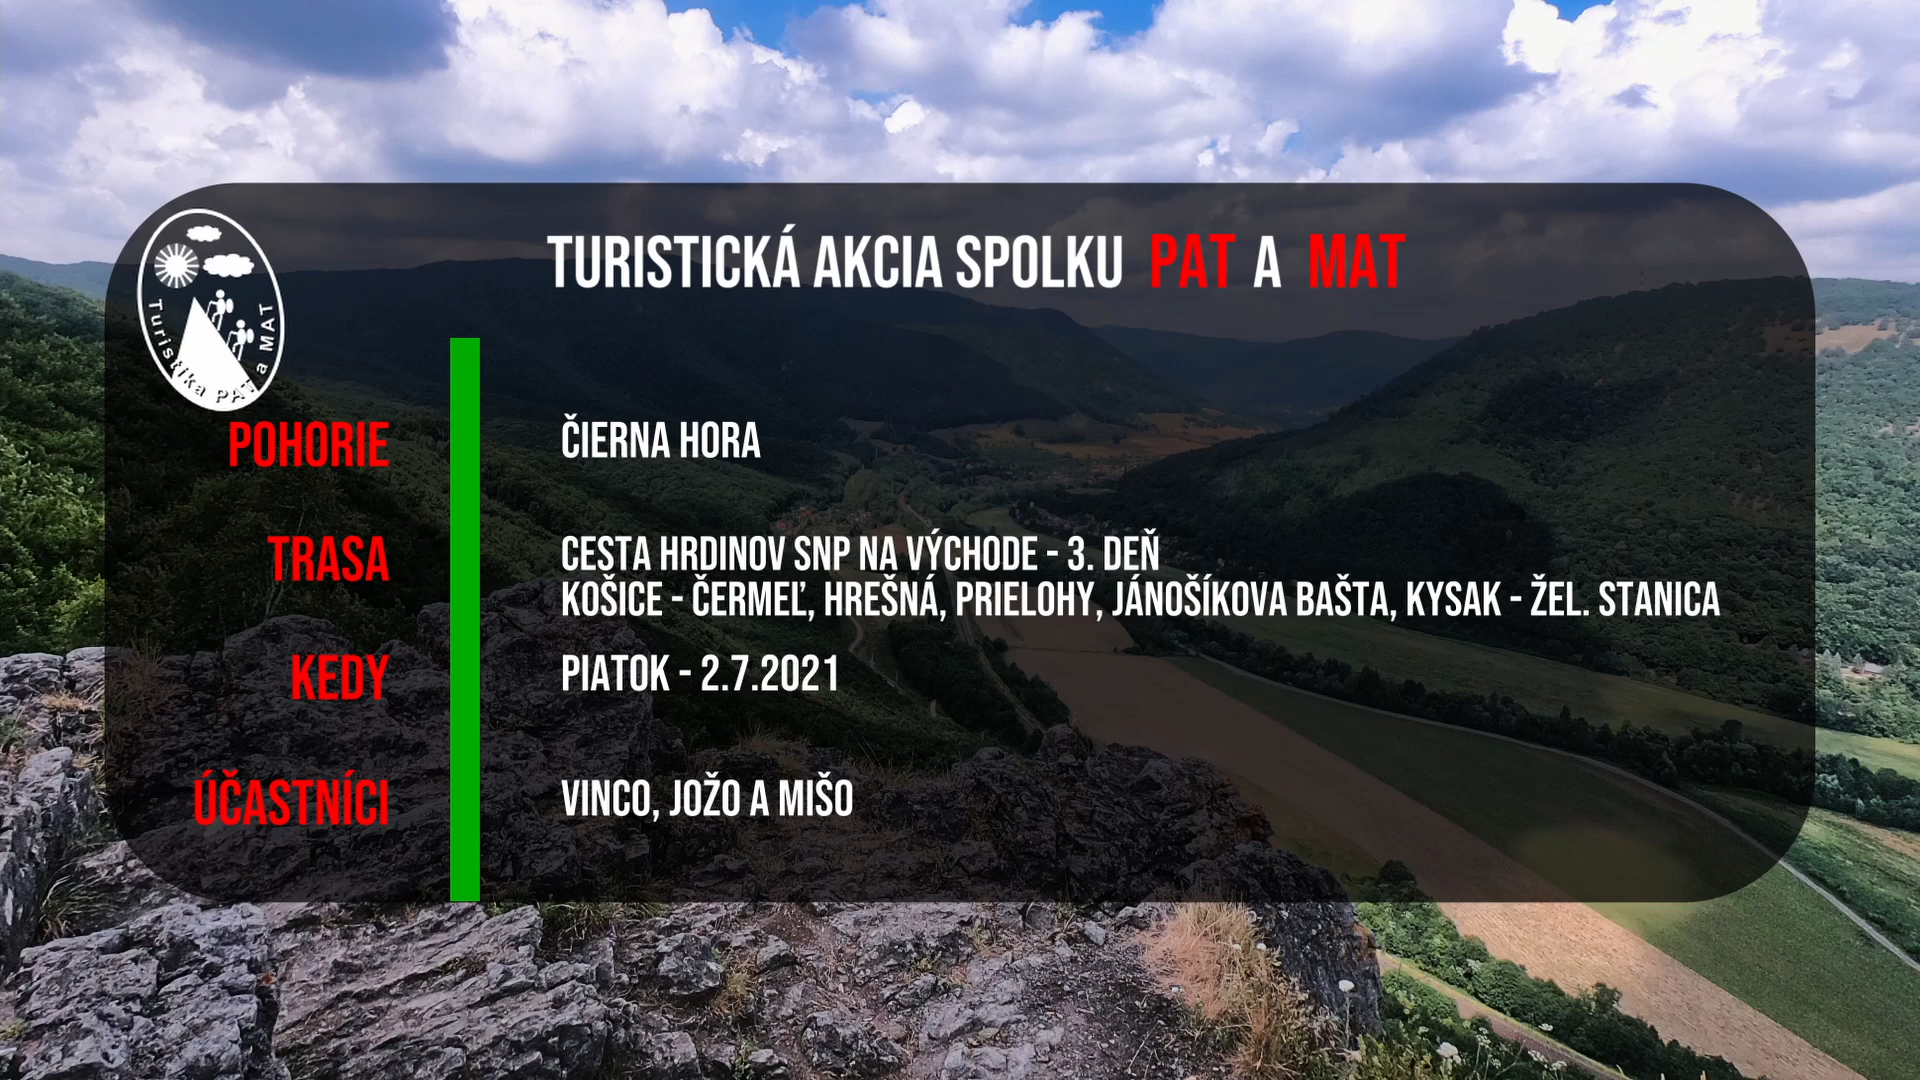 TURISTICKÁ AKCIA SPOLKU PAT A MAT
Turistika PAT a MAT
POHORIE
ČIERNA HORA
TRASA
CESTA HRDINOV SNP NA VÝCHODE - 3. DEŇ
KOŠICE - ČERMEĽ, HREŠNÁ, PRIELOHY, JÁNOŠÍKOVA BAŠTA, KYSAK - ŽEL. STANICA
KEDY
PIATOK - 2.7.2021
ÚČASTNÍCI
VINCO, JOŽO A MIŠO